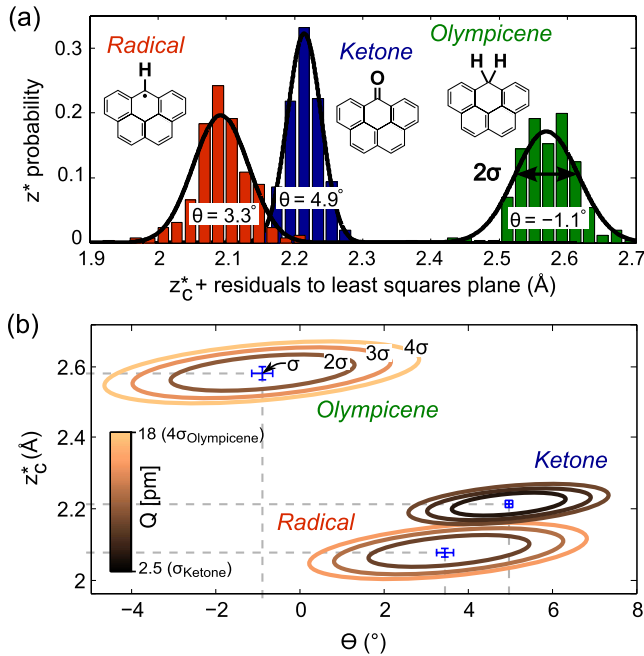 (a)
Radical
Ketone
Olympicene
H
•
O
H H
2σ
θ = 3.3°
θ = 4.9°
θ = −1.1°
z* probability
0.3
0.2
0.1
0
1.9 2 2.1 2.2 2.3 2.4 2.5 2.6 2.7
z*C + residuals to least squares plane (Å)
(b)
σ 2σ 3σ 4σ
Olympicene
Ketone
Radical
18 (4σOlympicene)
Q [pm]
2.5 (σKetone)
z*C (Å)
2.6
2.4
2.2
2
−4 −2 0 2 4 6 8
Θ (°)